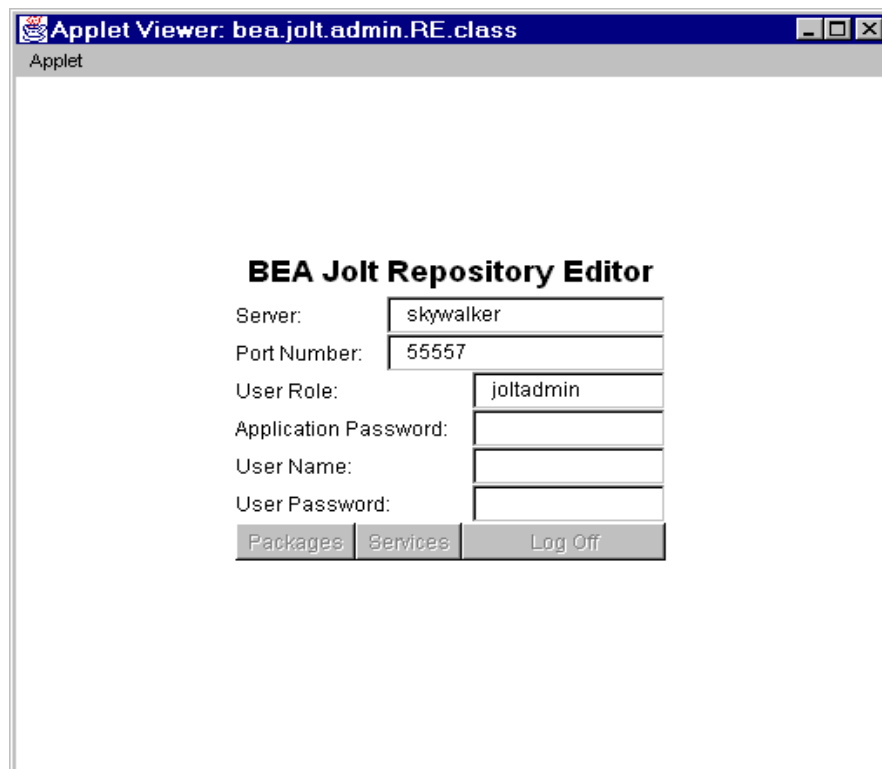 Applet Viewer: bea.jolt.admin.RE.class
Applet
BEA Jolt Repository Editor
Server: skywalker
Port Number: 55557
User Role: joltadmin
Application Password:
User Name:
User Password:
Packages Services Log Off